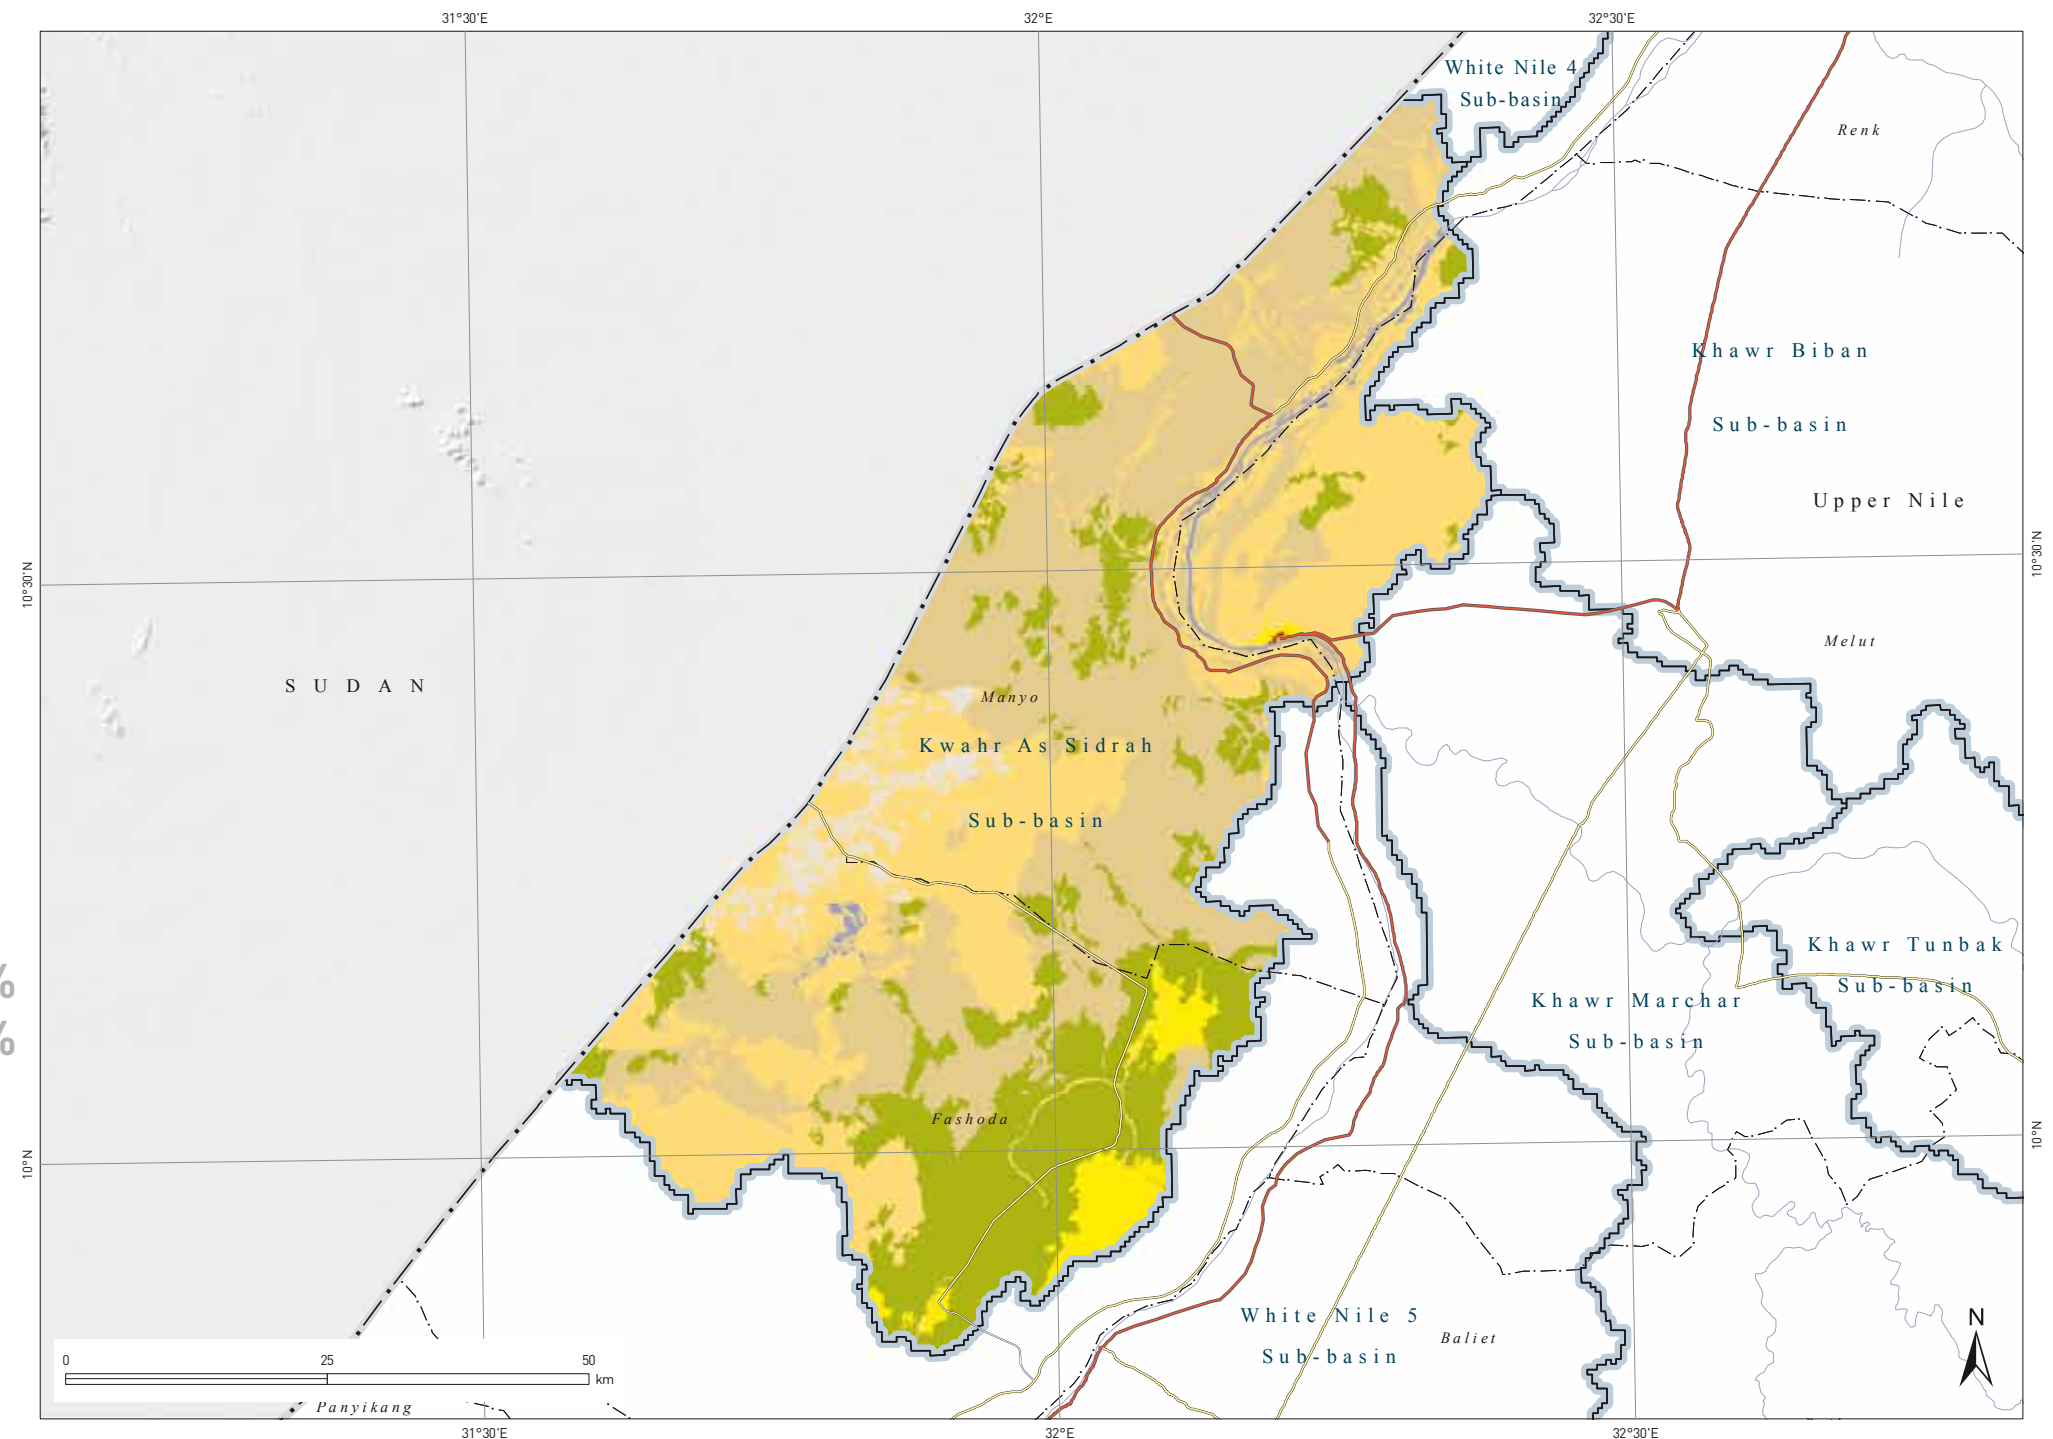 31°30'E
32°E
32°30'E
White Nile 4
Sub-basin
Renk
Khawr Biban
Sub-basin
Upper Nile
10°30'N
10°30'N
Melut
SUDAN
Manyo
Kwahr As Sidrah
Sub-basin
Khawr Tunbak
Sub-basin
%
Khawr Marchar
Sub-basin
%
Fashoda
10°N
10°N
White Nile 5
Sub-basin
Baliet
N
0
25
50
km
Panyikang
31°30'E
32°E
32°30'E